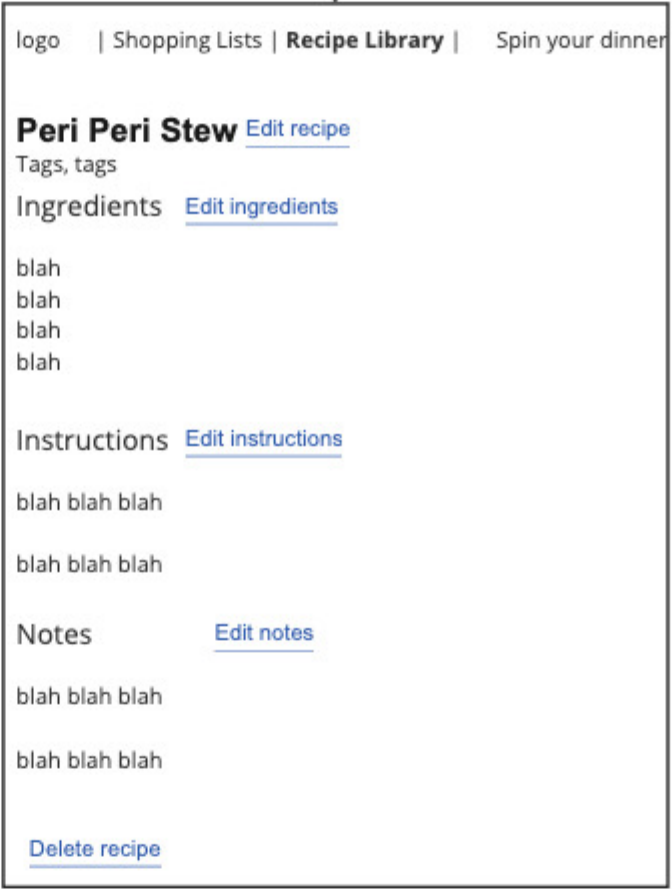 logo | Shopping Lists | Recipe Library | Spin your dinner
Peri Peri Stew Edit recipe
Tags, tags
Ingredients Edit ingredients
blah
blah
blah
blah
Instructions Edit instructions
blah blah blah
blah blah blah
Notes Edit notes
blah blah blah
blah blah blah
Delete recipe